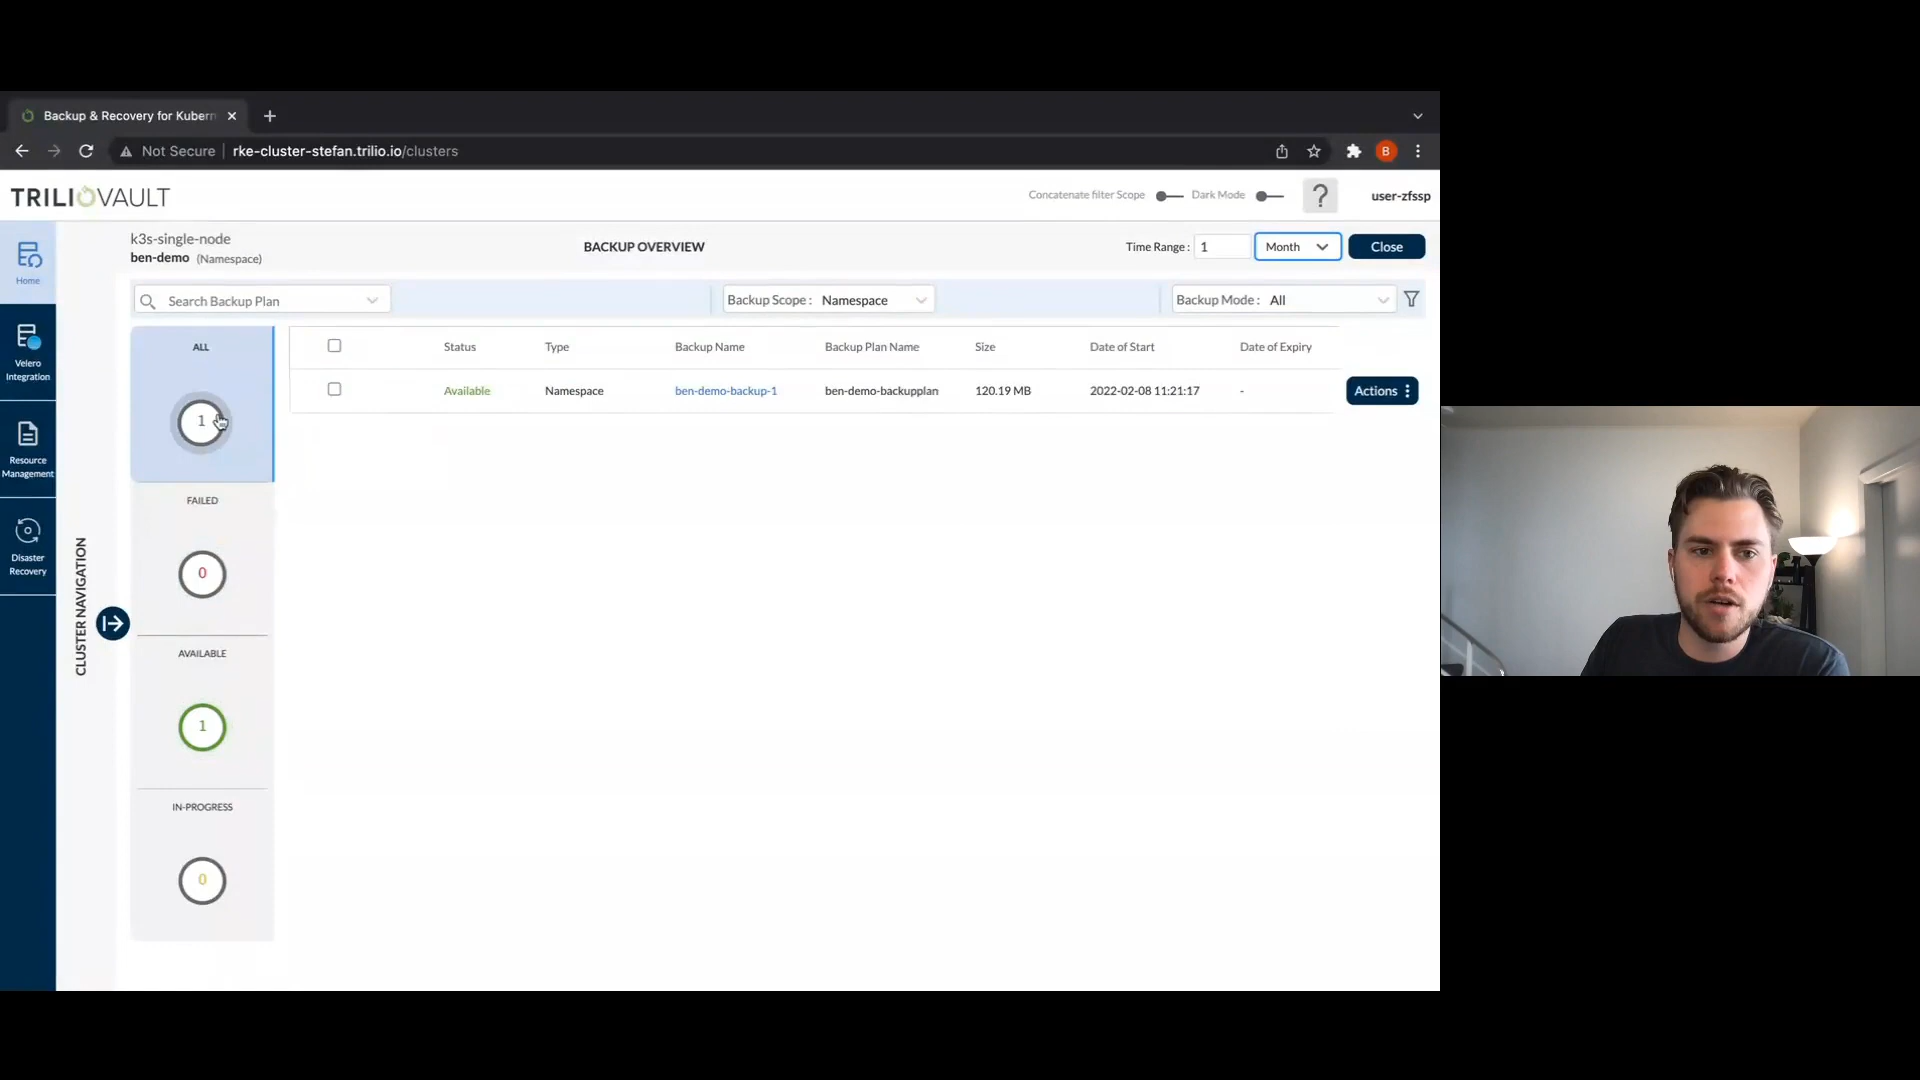 Backup & Recovery for Kubern
Not Secure
rke-cluster-stefan.trilio.io/clusters
B
TRILIOVAULT
Concatenate filter Scope
Dark Mode
?
user-zfssp
k3s-single-node
ben-demo (Namespace)
BACKUP OVERVIEW
Time Range : 1 Month
Close
Search Backup Plan
Backup Scope : Namespace
Backup Mode : All
Home
Velero
Integration
Resource
Management
Disaster
Recovery
CLUSTER NAVIGATION
ALL
1
FAILED
0
AVAILABLE
1
IN-PROGRESS
0
Status Type Backup Name Backup Plan Name Size Date of Start Date of Expiry
Available Namespace ben-demo-backup-1 ben-demo-backupplan 120.19 MB 2022-02-08 11:21:17 -
Actions